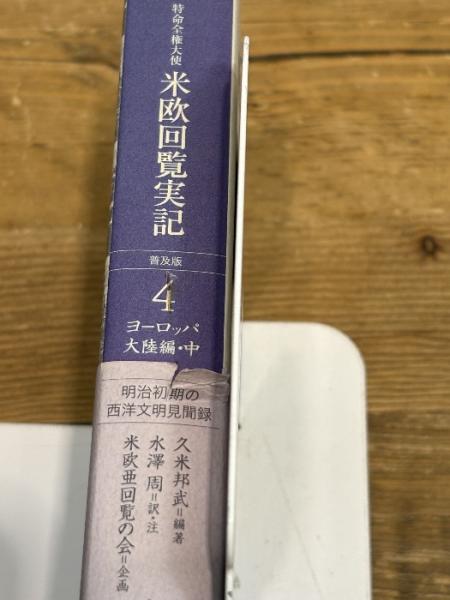 特命全権大使
米欧回覧実記
普及版
4
ヨーロッパ
大陸編・中
明治初期の
西洋文明見聞録
久米邦武＝編著
水澤 周＝訳・注
米欧亜回覧の会＝企画